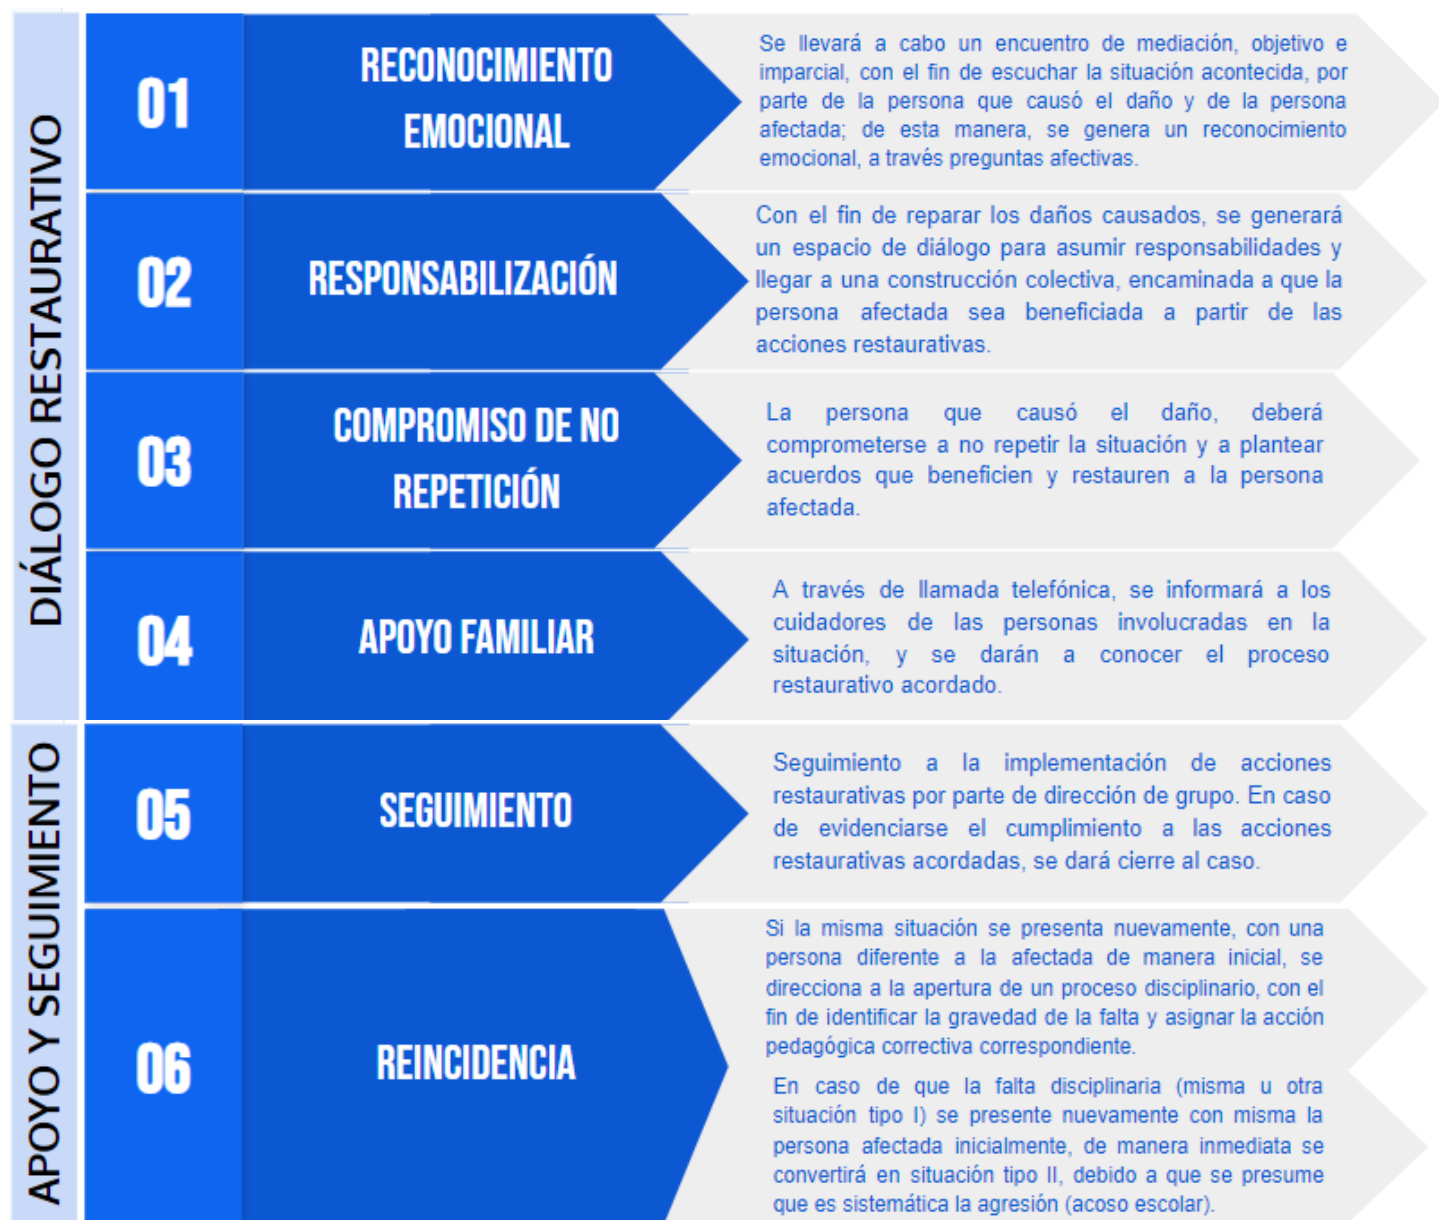 DIÁLOGO RESTAURATIVO
01
RECONOCIMIENTO
EMOCIONAL
Se llevará a cabo un encuentro de mediación, objetivo e
imparcial, con el fin de escuchar la situación acontecida, por
parte de la persona que causó el daño y de la persona
afectada; de esta manera, se genera un reconocimiento
emocional, a través preguntas afectivas.
02
RESPONSABILIZACIÓN
Con el fin de reparar los daños causados, se generará
un espacio de diálogo para asumir responsabilidades y
llegar a una construcción colectiva, encaminada a que la
persona afectada sea beneficiada a partir de las
acciones restaurativas.
03
COMPROMISO DE NO
REPETICIÓN
La persona que causó el daño, deberá
comprometerse a no repetir la situación y a plantear
acuerdos que beneficien y restauren a la persona
afectada.
04
APOYO FAMILIAR
A través de llamada telefónica, se informará a los
cuidadores de las personas involucradas en la
situación, y se darán a conocer el proceso
restaurativo acordado.
APOYO Y SEGUIMIENTO
05
SEGUIMIENTO
Seguimiento a la implementación de acciones
restaurativas por parte de dirección de grupo. En caso
de evidenciarse el cumplimiento a las acciones
restaurativas acordadas, se dará cierre al caso.
06
REINCIDENCIA
Si la misma situación se presenta nuevamente, con una
persona diferente a la afectada de manera inicial, se
direcciona a la apertura de un proceso disciplinario, con el
fin de identificar la gravedad de la falta y asignar la acción
pedagógica correctiva correspondiente.
En caso de que la falta disciplinaria (misma u otra
situación tipo I) se presente nuevamente con misma la
persona afectada inicialmente, de manera inmediata se
convertirá en situación tipo II, debido a que se presume
que es sistemática la agresión (acoso escolar).